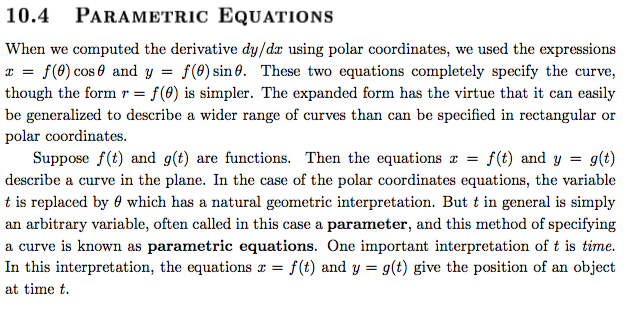 10.4 PARAMETRIC EQUATIONS
When we computed the derivative dy/dx using polar coordinates, we used the expressions
x = f(θ) cos θ and y = f(θ) sin θ. These two equations completely specify the curve,
though the form r = f(θ) is simpler. The expanded form has the virtue that it can easily
be generalized to describe a wider range of curves than can be specified in rectangular or
polar coordinates.
Suppose f(t) and g(t) are functions. Then the equations x = f(t) and y = g(t)
describe a curve in the plane. In the case of the polar coordinates equations, the variable
t is replaced by θ which has a natural geometric interpretation. But t in general is simply
an arbitrary variable, often called in this case a parameter, and this method of specifying
a curve is known as parametric equations. One important interpretation of t is time.
In this interpretation, the equations x = f(t) and y = g(t) give the position of an object
at time t.